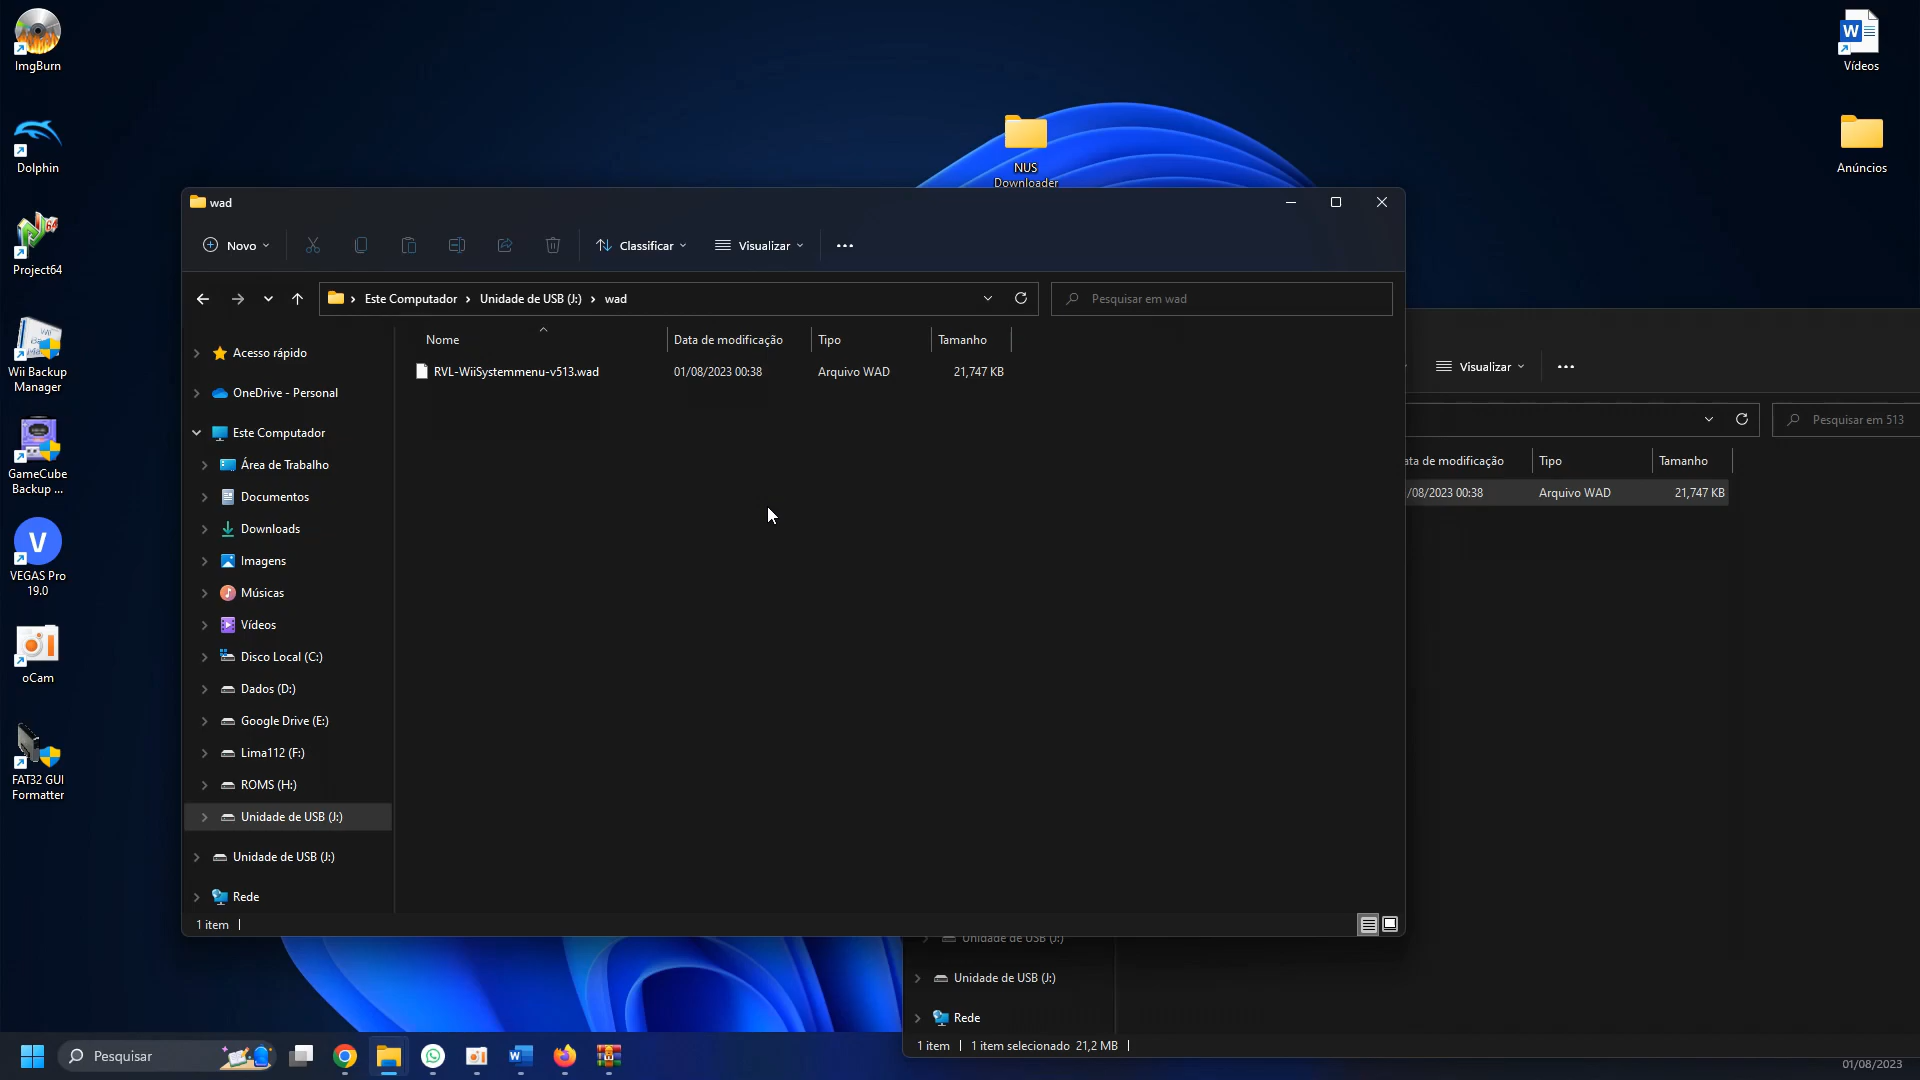 ImgBurn
Dolphin
Project64
Wii Backup
Manager
GameCube
Backup ...
VEGAS Pro
19.0
oCam
FAT32 GUI
Formatter
NUS
Downloader
Vídeos
Anúncios
wad
Novo
Classificar
Visualizar
Este Computador
Unidade de USB (J:)
wad
Pesquisar em wad
Nome
Data de modificação
Tipo
Tamanho
RVL-WiiSystemmenu-v513.wad
01/08/2023 00:38
Arquivo WAD
21,747 KB
Acesso rápido
OneDrive - Personal
Este Computador
Área de Trabalho
Documentos
Downloads
Imagens
Músicas
Vídeos
Disco Local (C:)
Dados (D:)
Google Drive (E:)
Lima112 (F:)
ROMS (H:)
Unidade de USB (J:)
Unidade de USB (J:)
Rede
1 item
Visualizar
Pesquisar em 513
ata de modificação
Tipo
Tamanho
/08/2023 00:38
Arquivo WAD
21,747 KB
Unidade de USB (J:)
Unidade de USB (J:)
Rede
1 item
1 item selecionado 21,2 MB
Pesquisar
01/08/2023